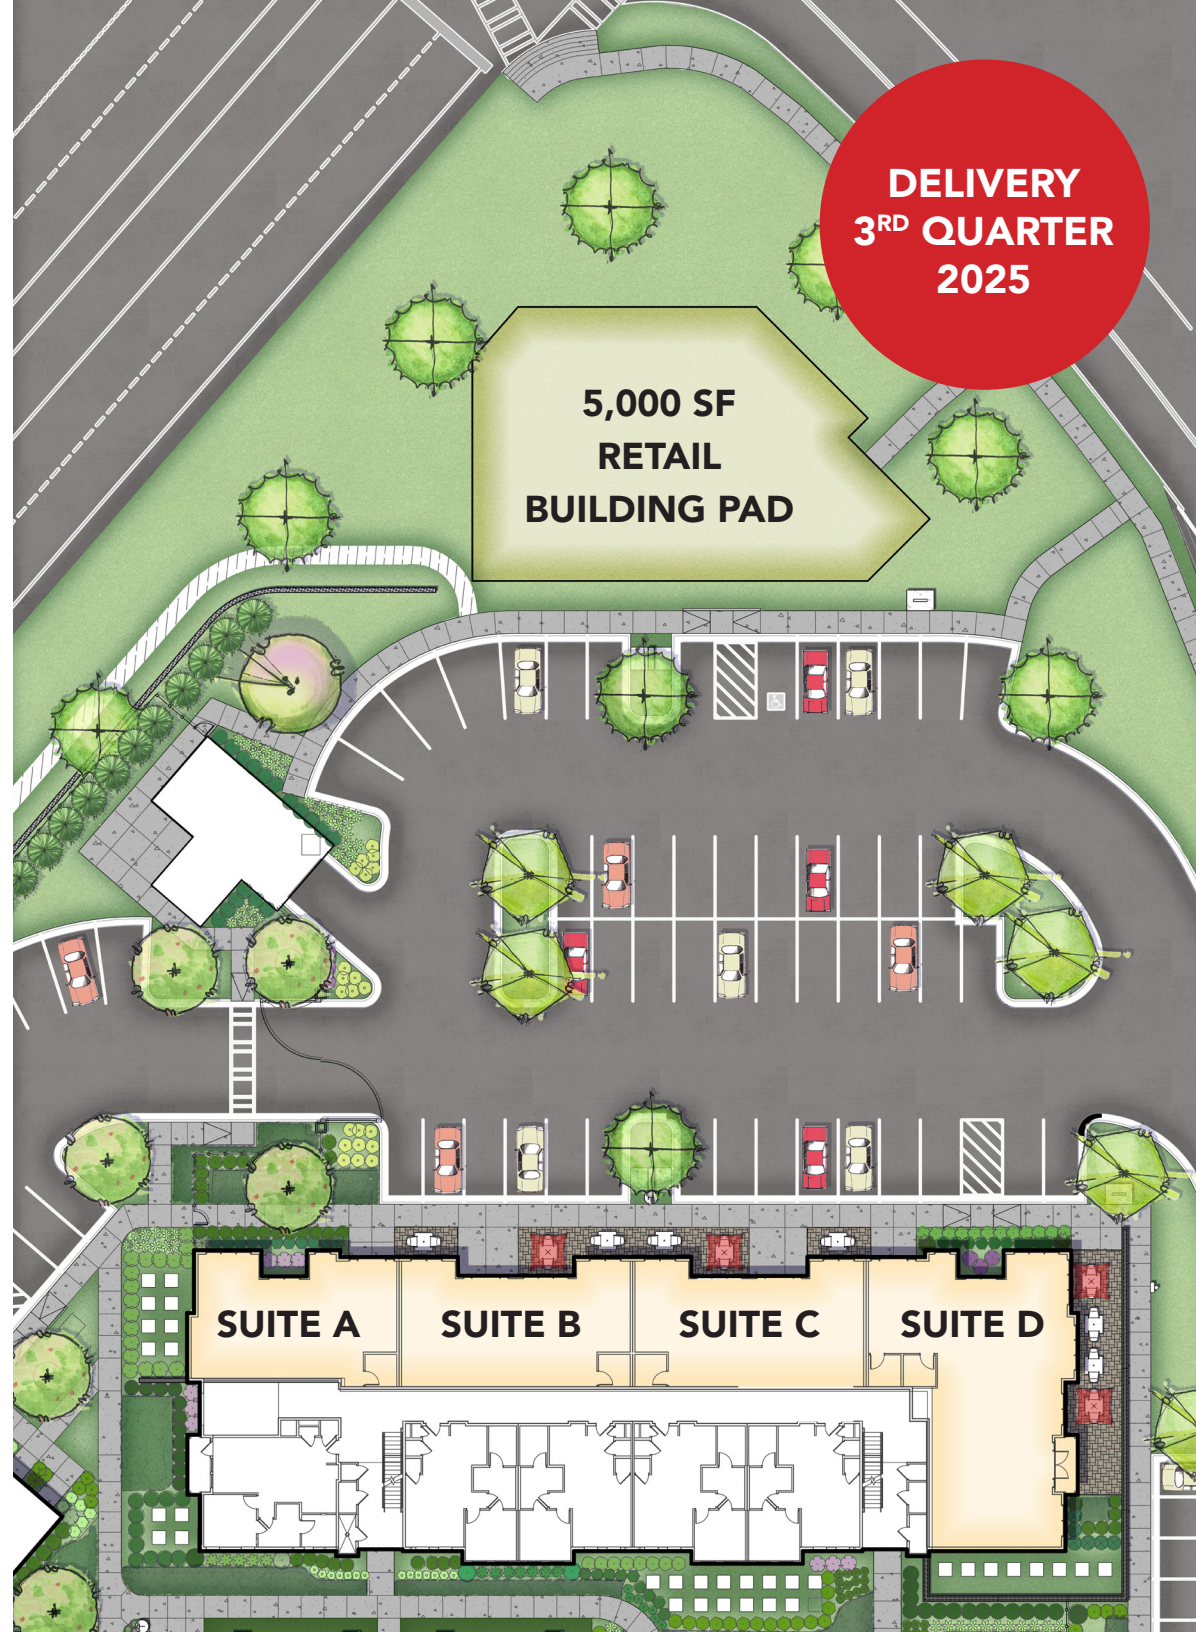 DELIVERY
3RD QUARTER
2025
5,000 SF
RETAIL
BUILDING PAD
SUITE A
SUITE B
SUITE C
SUITE D